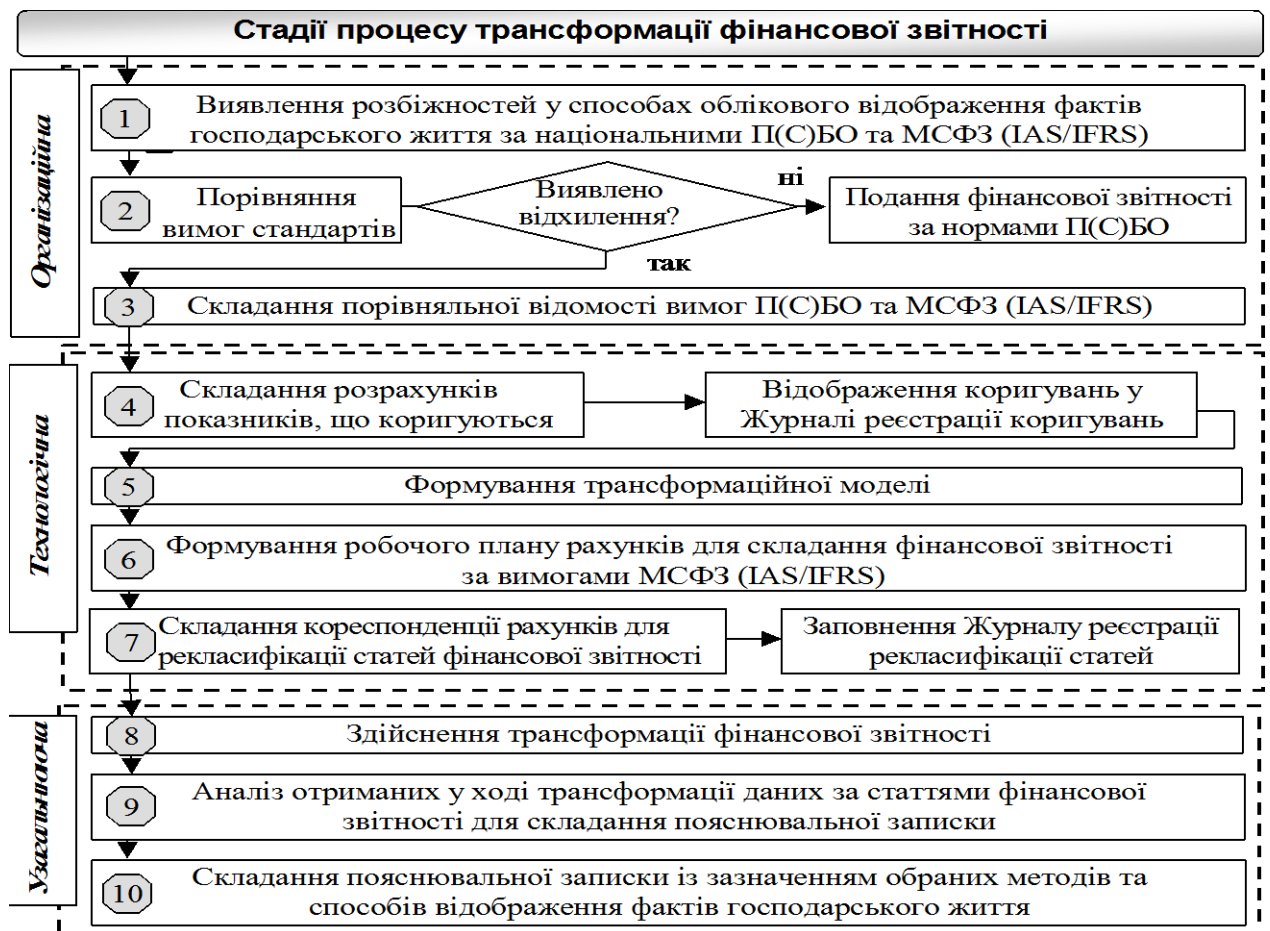 Стадії процесу трансформації фінансової звітності
Організаційна
1
Виявлення розбіжностей у способах облікового відображення фактів
господарського життя за національними П(С)БО та МСФЗ (IAS/IFRS)
2
Порівняння
вимог стандартів
Виявлено
відхилення?
ні
Подання фінансової звітності
за нормами П(С)БО
так
3
Складання порівняльної відомості вимог П(С)БО та МСФЗ (IAS/IFRS)
Технологічна
4
Складання розрахунків
показників, що коригуються
Відображення коригувань у
Журналі реєстрації коригувань
5
Формування трансформаційної моделі
6
Формування робочого плану рахунків для складання фінансової звітності
за вимогами МСФЗ (IAS/IFRS)
7
Складання кореспонденції рахунків для
рекласифікації статей фінансової звітності
Заповнення Журналу реєстрації
рекласифікації статей
Узагальнююча
8
Здійснення трансформації фінансової звітності
9
Аналіз отриманих у ході трансформації даних за статтями фінансової
звітності для складання пояснювальної записки
10
Складання пояснювальної записки із зазначенням обраних методів та
способів відображення фактів господарського життя